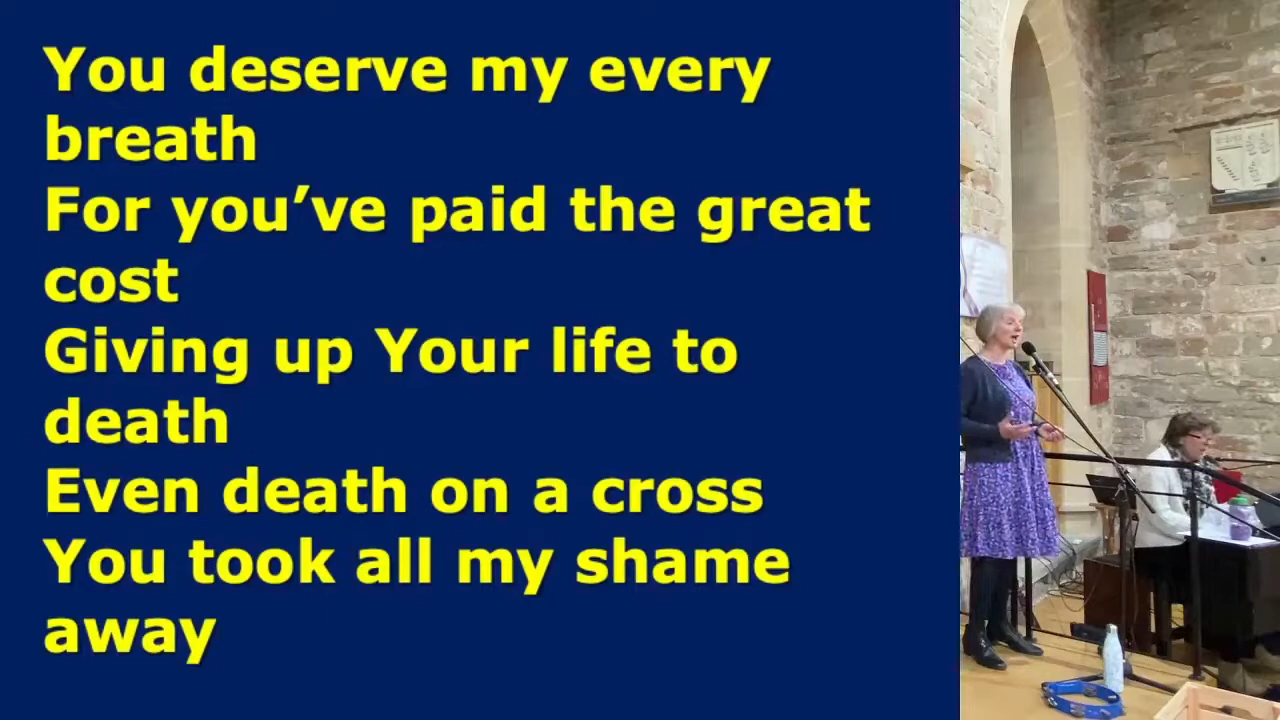 You deserve my every
breath
For you’ve paid the great
cost
Giving up Your life to
death
Even death on a cross
You took all my shame
away